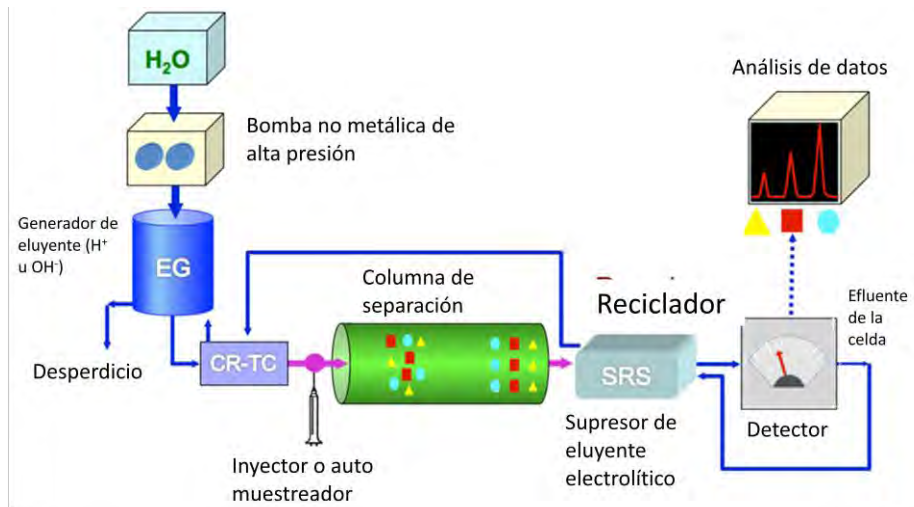 H₂O
Bomba no metálica de
alta presión
Generador de
eluyente (H⁺
u OH⁻)
EG
Desperdicio
CR-TC
Inyector o auto
muestreador
Columna de
separación
Reciclador
SRS
Supresor de
eluyente
electrolítico
Análisis de datos
Efluente
de la
celda
Detector